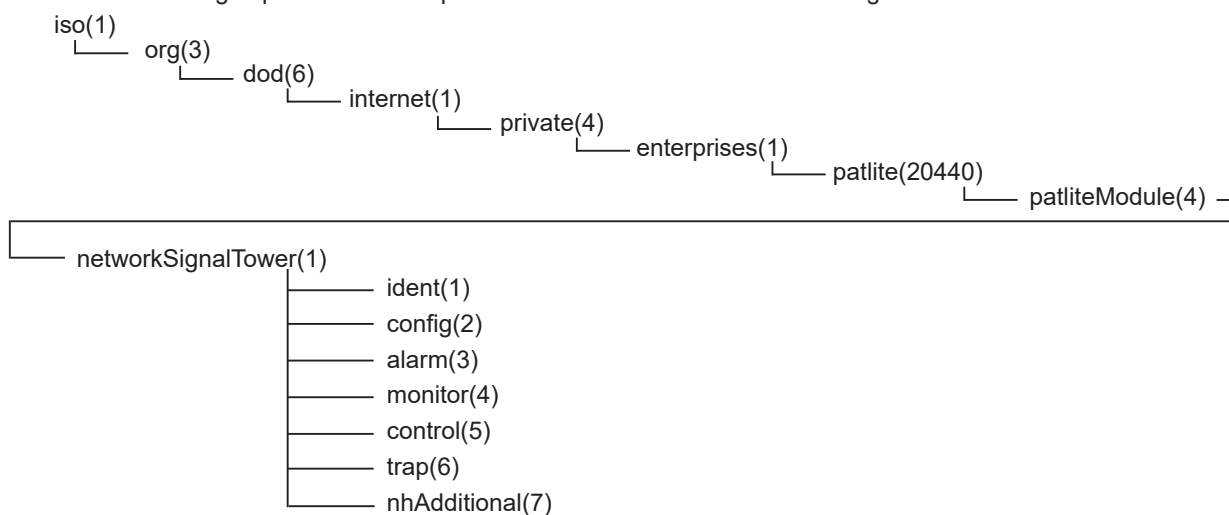 iso(1)
org(3)
dod(6)
internet(1)
private(4)
enterprises(1)
patlite(20440)
patliteModule(4)
networkSignalTower(1)
ident(1)
config(2)
alarm(3)
monitor(4)
control(5)
trap(6)
nhAdditional(7)